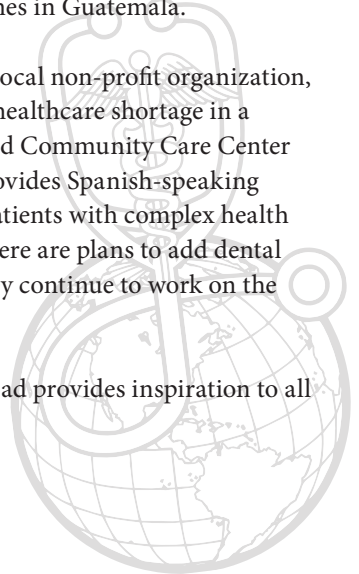 nes in Guatemala.
ocal non-profit organization,
healthcare shortage in a
d Community Care Center
ovides Spanish-speaking
atients with complex health
ere are plans to add dental
y continue to work on the
ad provides inspiration to all